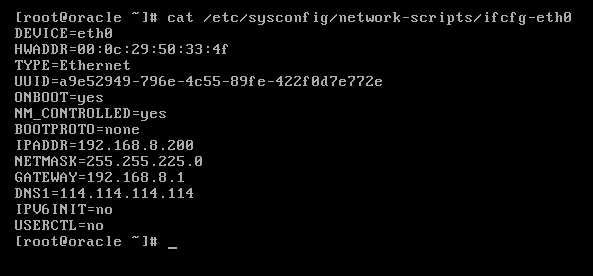 [root@oracle ~]# cat /etc/sysconfig/network-scripts/ifcfg-eth0
DEVICE=eth0
HWADDR=00:0c:29:50:33:4f
TYPE=Ethernet
UUID=a9e52949-796e-4c55-89fe-422f0d7e772e
ONBOOT=yes
NM_CONTROLLED=yes
BOOTPROTO=none
IPADDR=192.168.8.200
NETMASK=255.255.225.0
GATEWAY=192.168.8.1
DNS1=114.114.114.114
IPV6INIT=no
USERCTL=no
[root@oracle ~]# _